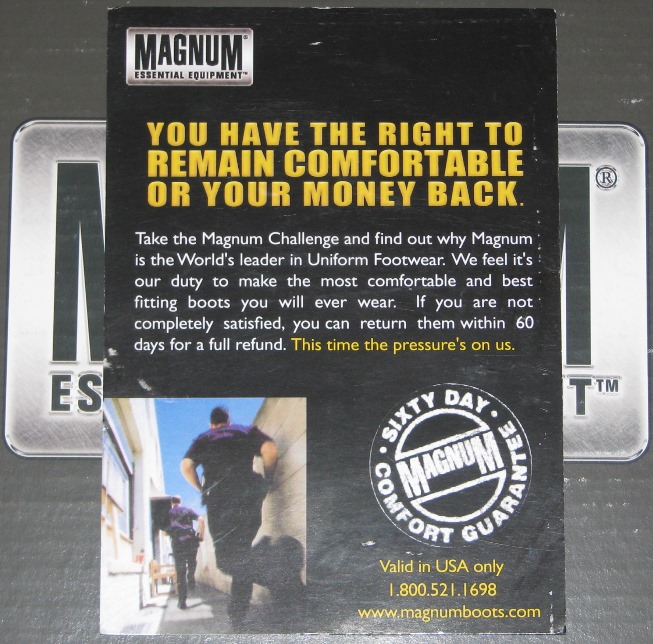 MAGNUM®
ESSENTIAL EQUIPMENT™
YOU HAVE THE RIGHT TO
REMAIN COMFORTABLE
OR YOUR MONEY BACK.
Take the Magnum Challenge and find out why Magnum
is the World's leader in Uniform Footwear. We feel it's
our duty to make the most comfortable and best
fitting boots you will ever wear. If you are not
completely satisfied, you can return them within 60
days for a full refund. This time the pressure's on us.
• SIXTY DAY •
MAGNUM
COMFORT GUARANTEE
Valid in USA only
1.800.521.1698
www.magnumboots.com
M
®
ES
T™